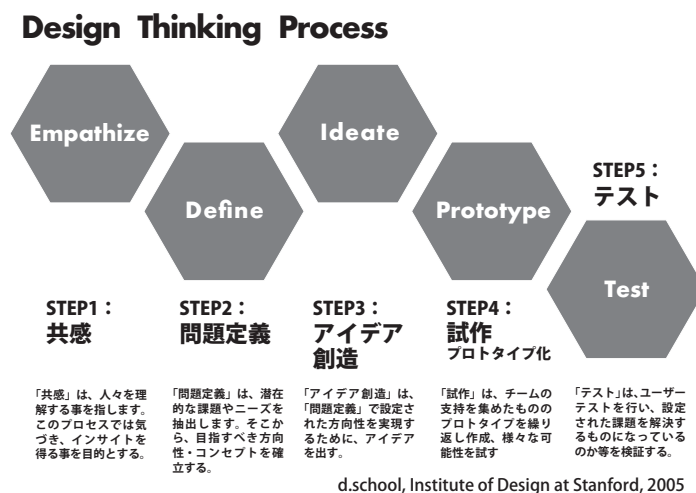 Design Thinking Process
Empathize
Define
Ideate
Prototype
Test
STEP1：
共感
STEP2：
問題定義
STEP3：
アイデア
創造
STEP4：
試作
プロトタイプ化
STEP5：
テスト
「共感」は、人々を理
解する事を指します。
このプロセスでは気
づき、インサイトを
得る事を目的とする。
「問題定義」は、潜在
的な課題やニーズを
抽出します。そこか
ら、目指すべき方向
性・コンセプトを確
立する。
「アイデア創造」は、
「問題定義」で設定さ
れた方向性を実現す
るために、アイデア
を出す。
「試作」は、チームの
支持を集めたものの
プロトタイプを繰り
返し作成、様々な可
能性を試す
「テスト」は、ユーザー
テストを行い、設定
された課題を解決す
るものになっている
のか等を検証する。
d.school, Institute of Design at Stanford, 2005